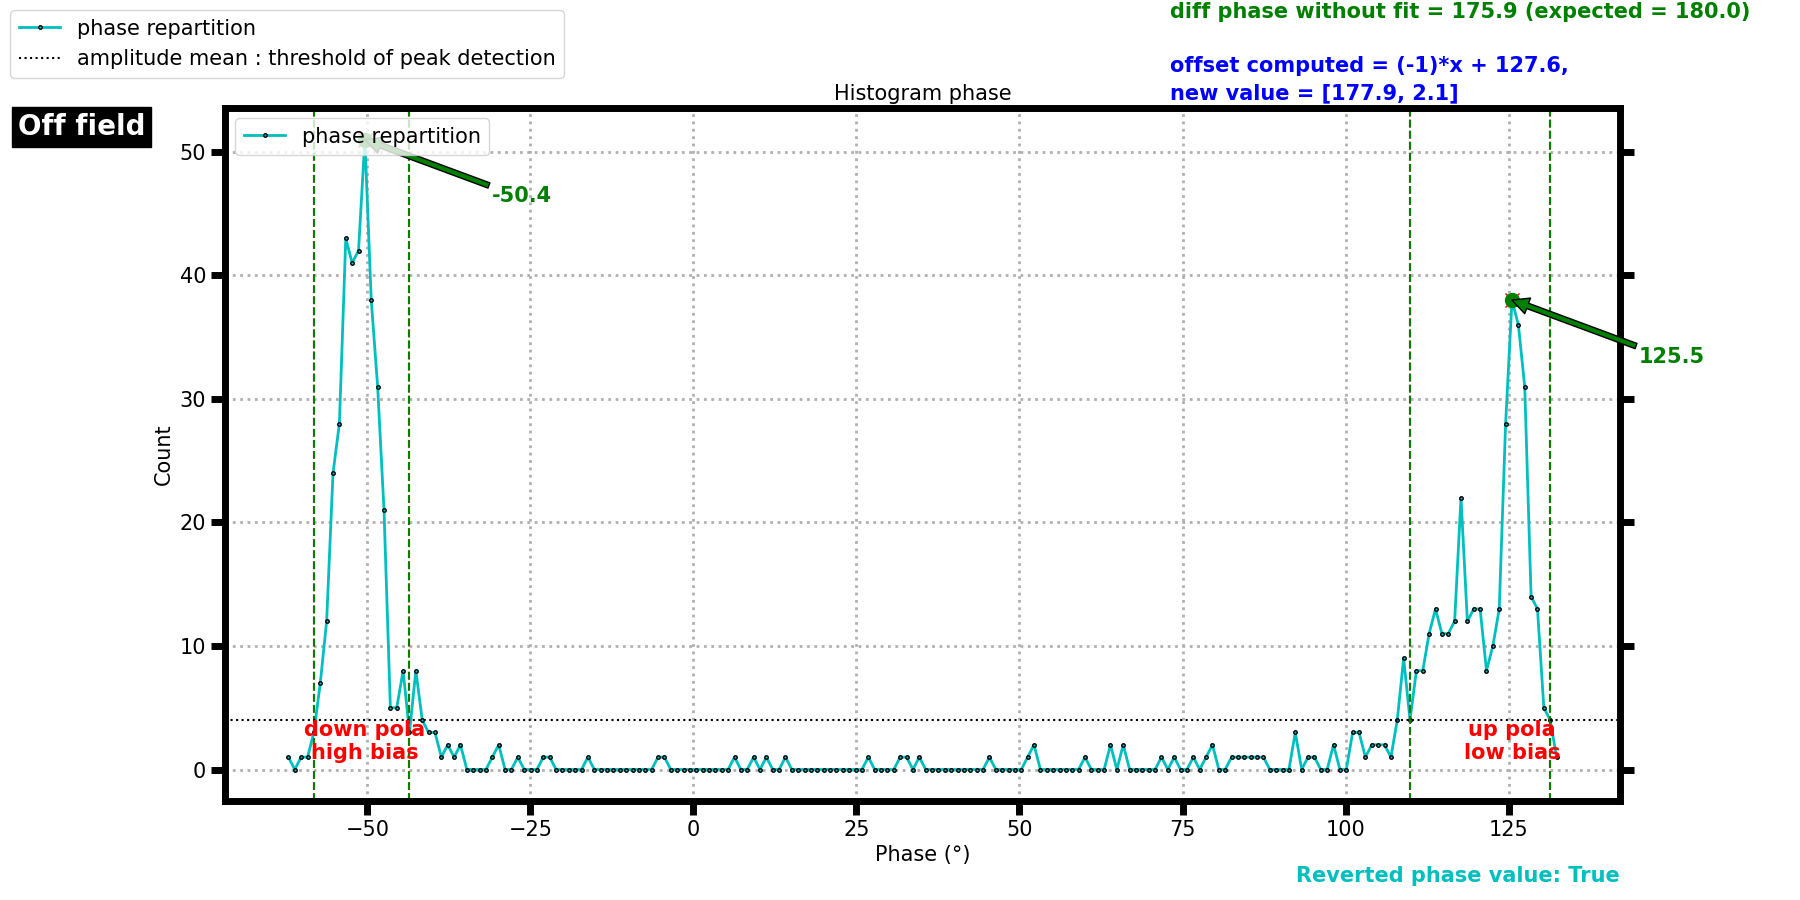 phase repartition
amplitude mean : threshold of peak detection
diff phase without fit = 175.9 (expected = 180.0)
offset computed = (-1)*x + 127.6,
new value = [177.9, 2.1]
Histogram phase
Off field
phase repartition
-50.4
125.5
50
40
30
20
10
0
Count
down pola
high bias
up pola
low bias
−50
−25
0
25
50
75
100
125
Phase (°)
Reverted phase value: True